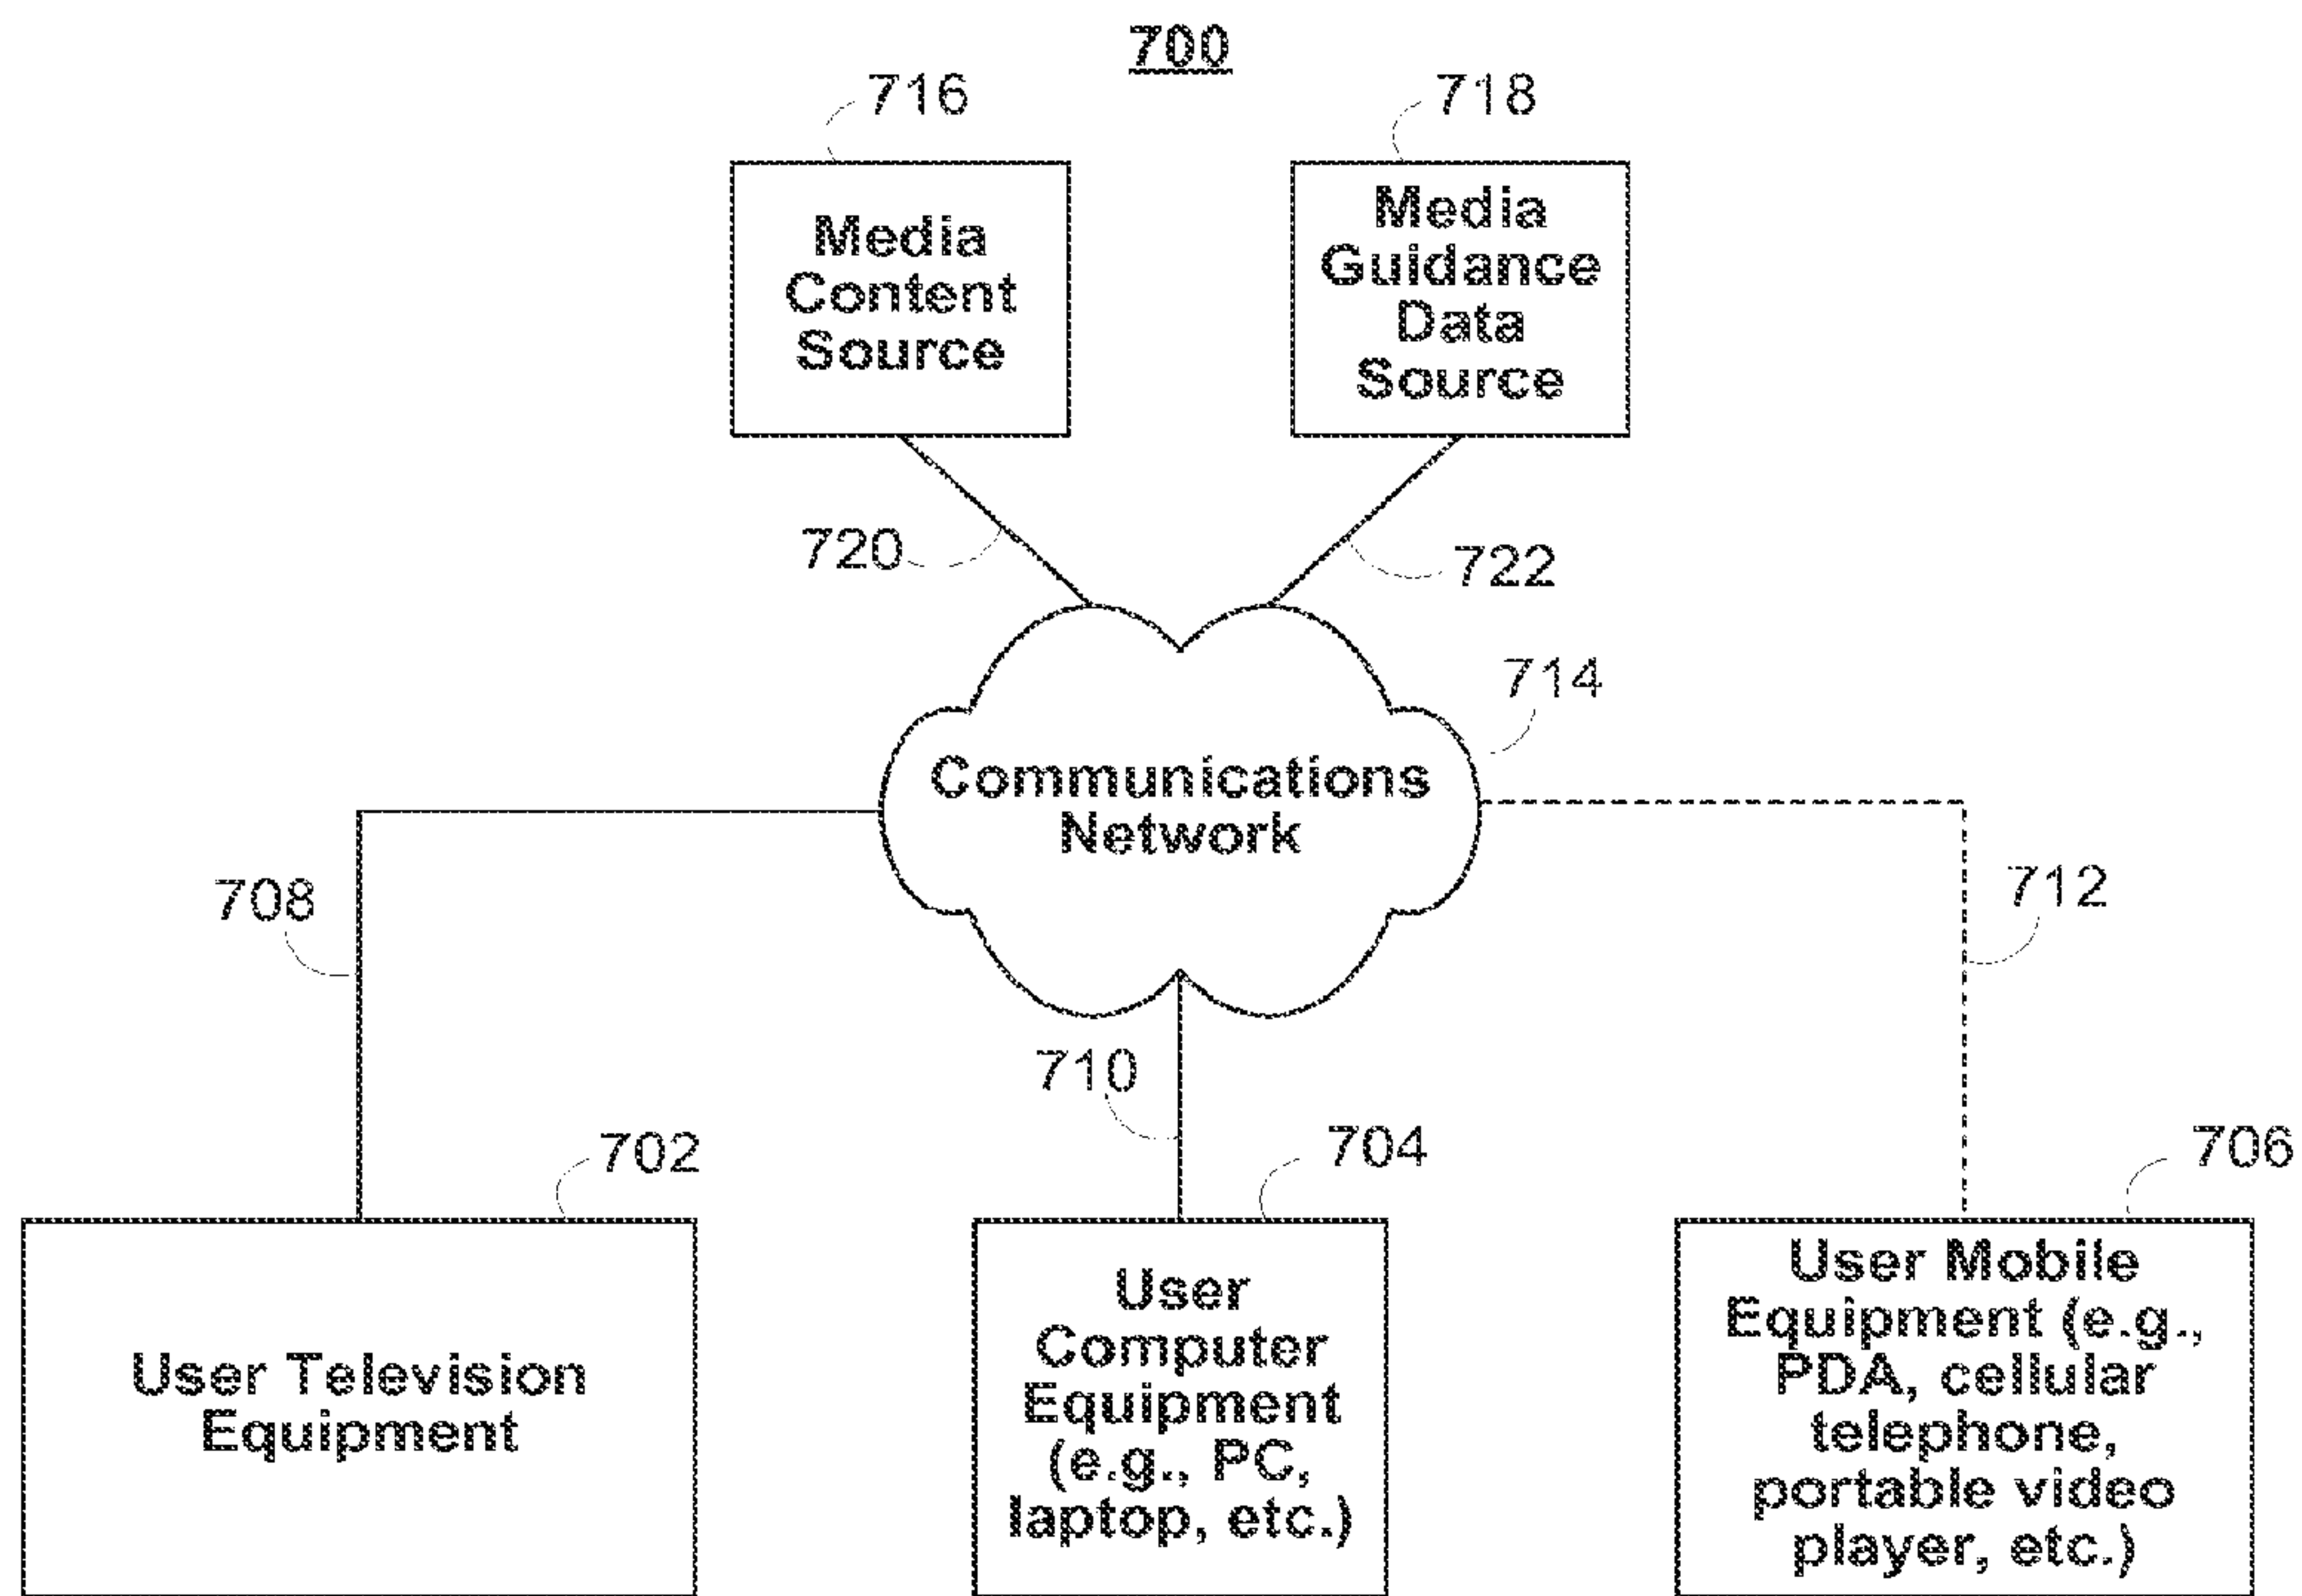 700
716
718
Media
Content
Source
Media
Guidance
Data
Source
720
722
714
Communications
Network
708
712
710
702
704
706
User Television
Equipment
User
Computer
Equipment
(e.g., PC,
laptop, etc.)
User Mobile
Equipment (e.g.,
PDA, cellular
telephone,
portable video
player, etc.)